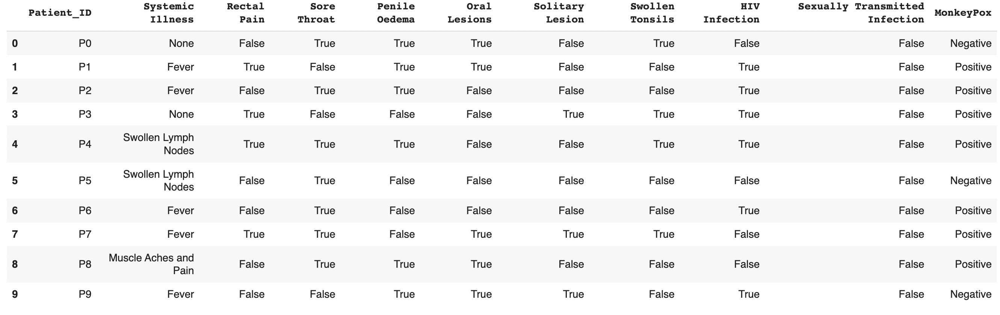 Patient_ID Systemic Illness Rectal Pain Sore Throat Penile Oedema Oral Lesions Solitary Lesion Swollen Tonsils HIV Infection Sexually Transmitted Infection MonkeyPox
0 P0 None False True True True False True False False Negative
1 P1 Fever True False True True False False True False Positive
2 P2 Fever False True True False False False True False Positive
3 P3 None True False False False True True True False Positive
4 P4 Swollen Lymph Nodes True True True False False True True False Positive
5 P5 Swollen Lymph Nodes False True False False False False False False Negative
6 P6 Fever False True False False False False True False Positive
7 P7 Fever True True False True True True False False Positive
8 P8 Muscle Aches and Pain False True True True False False False False Positive
9 P9 Fever False False True True True False True False Negative